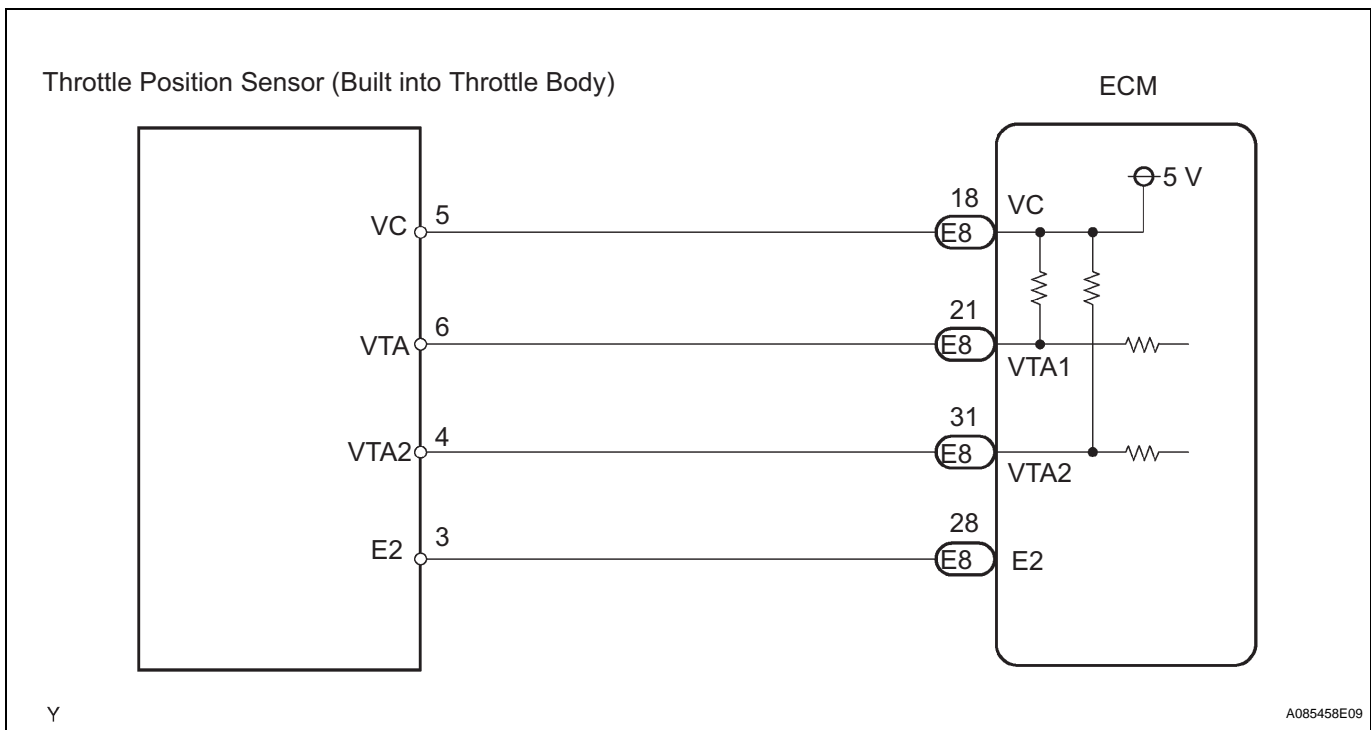 Throttle Position Sensor (Built into Throttle Body)
ECM
5 V
VC 5
18
E8
VC
VTA 6
21
E8
VTA1
VTA2 4
31
E8
VTA2
E2 3
28
E8
E2
Y
A085458E09